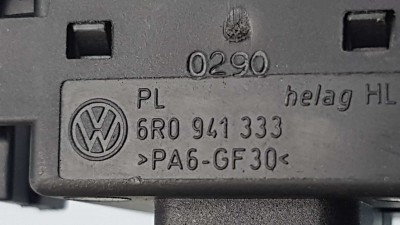 0290
PL helag HL
6R0 941 333
>PA6-GF30<